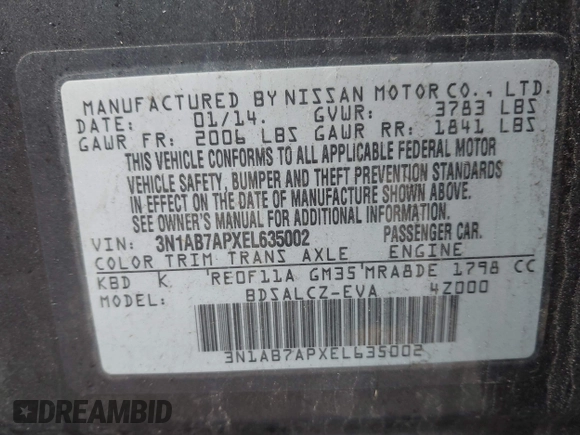 MANUFACTURED BY NISSAN MOTOR CO., LTD.
DATE: 01/14. GVWR: 3783 LBS
GAWR FR: 2006 LBS GAWR RR: 1841 LBS
THIS VEHICLE CONFORMS TO ALL APPLICABLE FEDERAL MOTOR
VEHICLE SAFETY, BUMPER AND THEFT PREVENTION STANDARDS
IN EFFECT ON THE DATE OF MANUFACTURE SHOWN ABOVE.
SEE OWNER'S MANUAL FOR ADDITIONAL INFORMATION.
VIN: 3N1AB7APXEL635002 PASSENGER CAR.
COLOR TRIM TRANS AXLE ENGINE
KBD K RE0F11A GM35 MRA8DE 1798 CC
MODEL: BDSALCZ-EVA 4Z000
3N1AB7APXEL635002
DREAMBID